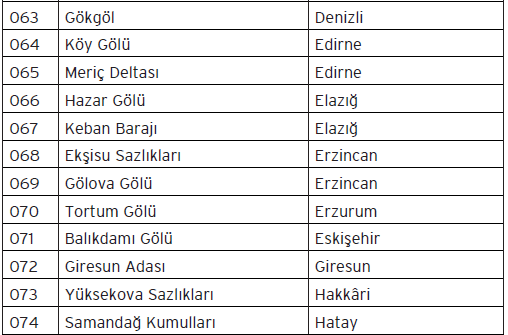 063 Gökgöl Denizli
064 Köy Gölü Edirne
065 Meriç Deltası Edirne
066 Hazar Gölü Elazığ
067 Keban Barajı Elazığ
068 Ekşisu Sazlıkları Erzincan
069 Gölova Gölü Erzincan
070 Tortum Gölü Erzurum
071 Balıkdamı Gölü Eskişehir
072 Giresun Adası Giresun
073 Yüksekova Sazlıkları Hakkâri
074 Samandağ Kumulları Hatay